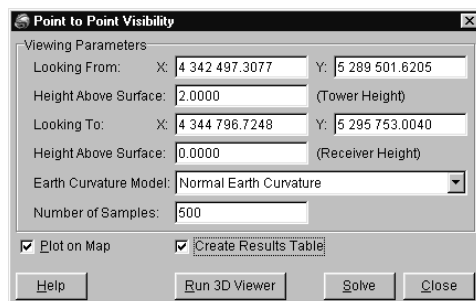 Point to Point Visibility
Viewing Parameters
Looking From: X: 4 342 497.3077 Y: 5 289 501.6205
Height Above Surface: 2.0000 (Tower Height)
Looking To: X: 4 344 796.7248 Y: 5 295 753.0040
Height Above Surface: 0.0000 (Receiver Height)
Earth Curvature Model: Normal Earth Curvature
Number of Samples: 500
Plot on Map Create Results Table
Help Run 3D Viewer Solve Close